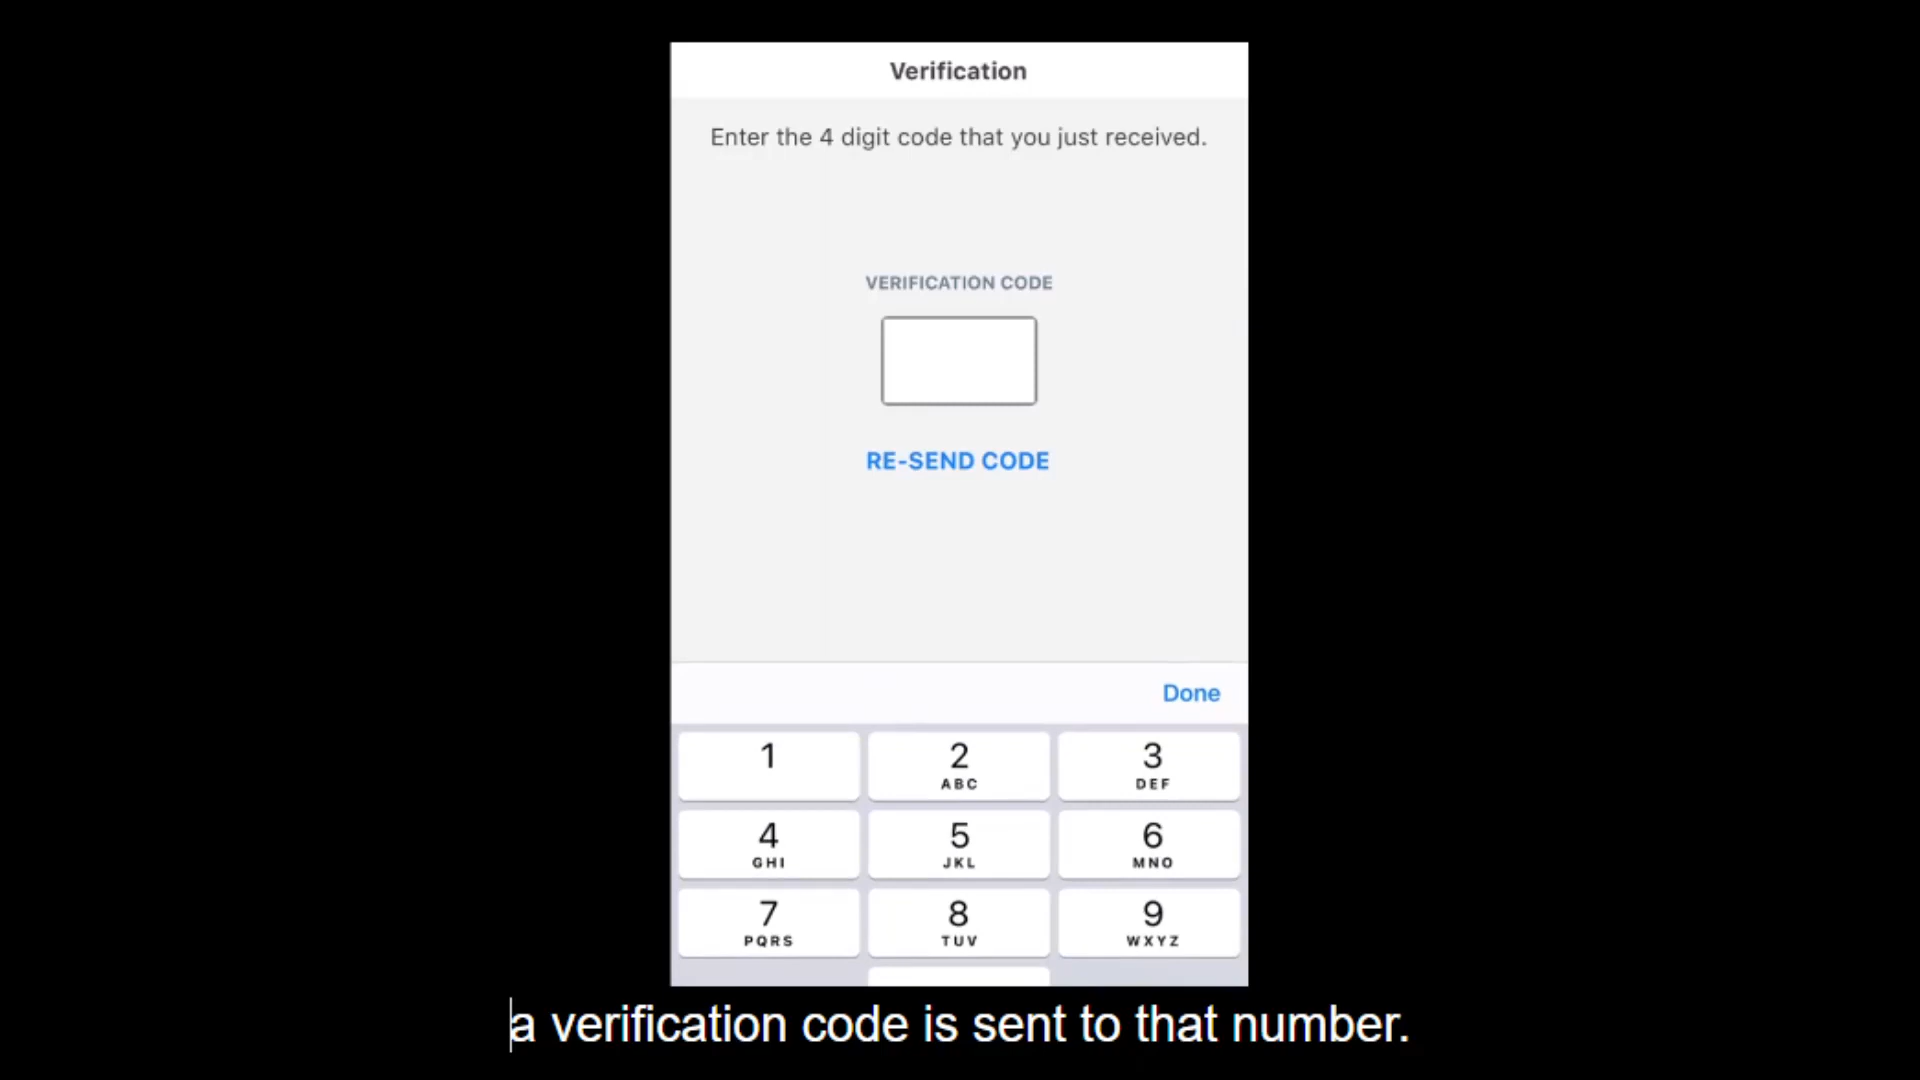 Verification
Enter the 4 digit code that you just received.
VERIFICATION CODE
RE-SEND CODE
Done
1 2 3
ABC DEF
4 5 6
GHI JKL MNO
7 8 9
PQRS TUV WXYZ
a verification code is sent to that number.